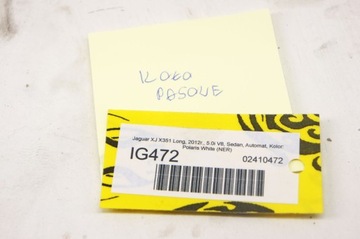 KOŁO
PASOWE
Jaguar XJ X351 Long, 2012r., 5.0i V8, Sedan, Automat, Kolor:
Polaris White (NER)
IG472
02410472